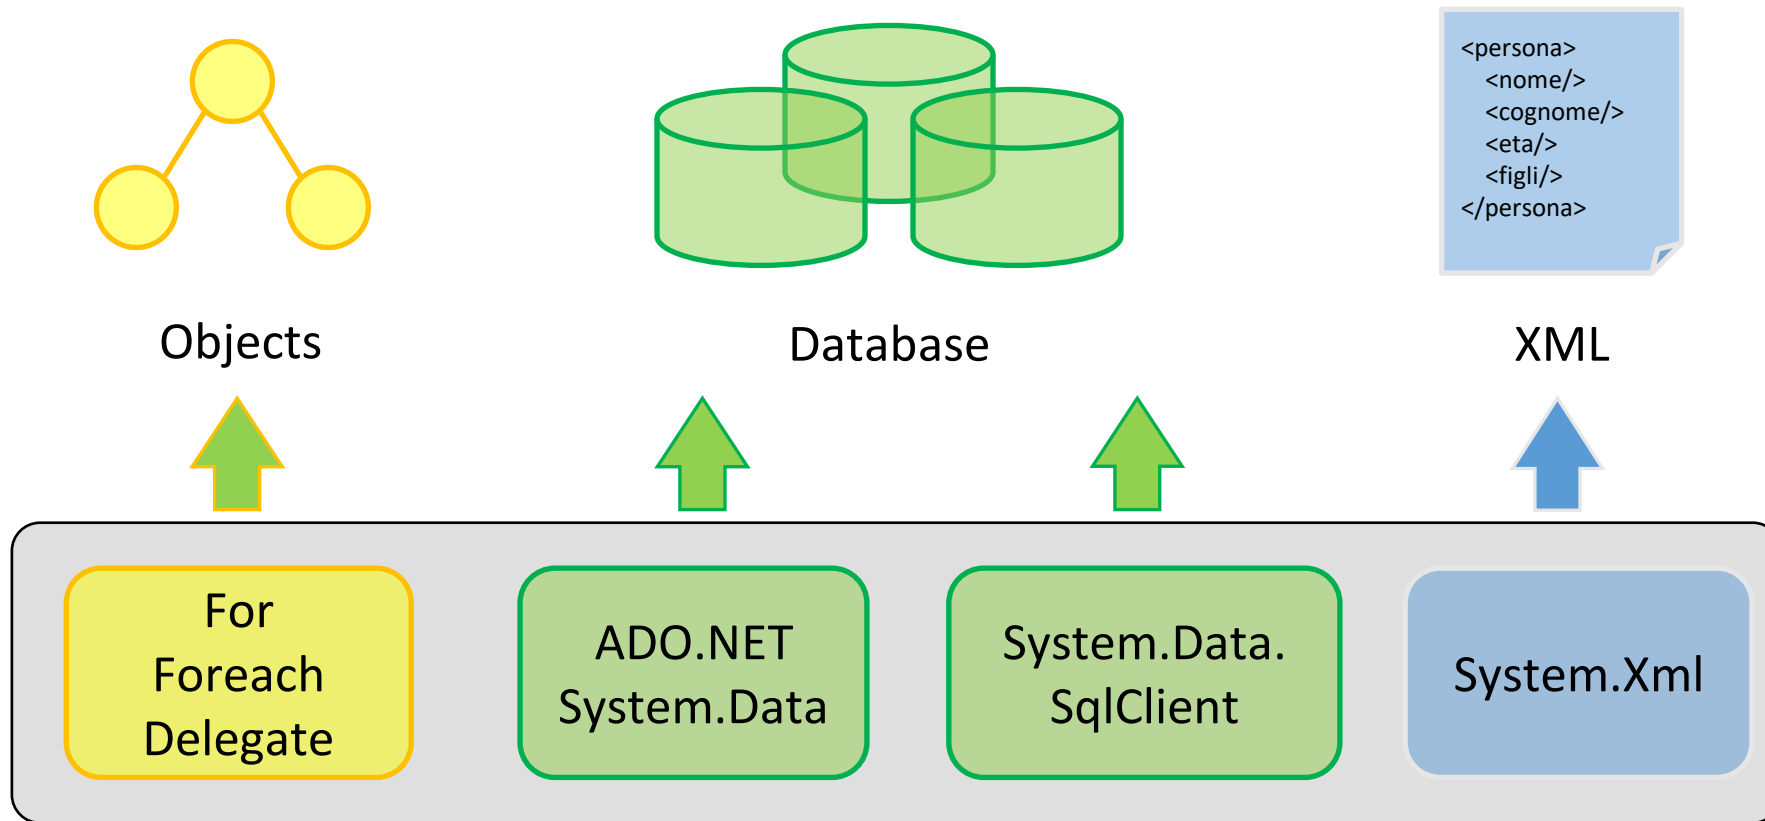 <persona>
<nome/>
<cognome/>
<eta/>
<figli/>
</persona>
Objects
Database
XML
For
Foreach
Delegate
ADO.NET
System.Data
System.Data.
SqlClient
System.Xml